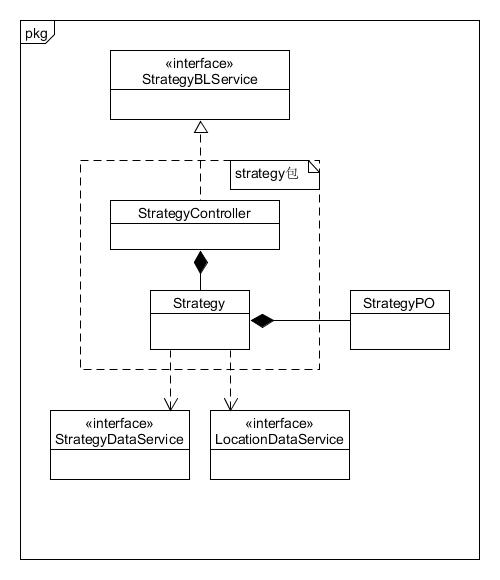 pkg
«interface»
StrategyBLService
strategy包
StrategyController
Strategy
StrategyPO
«interface»
StrategyDataService
«interface»
LocationDataService